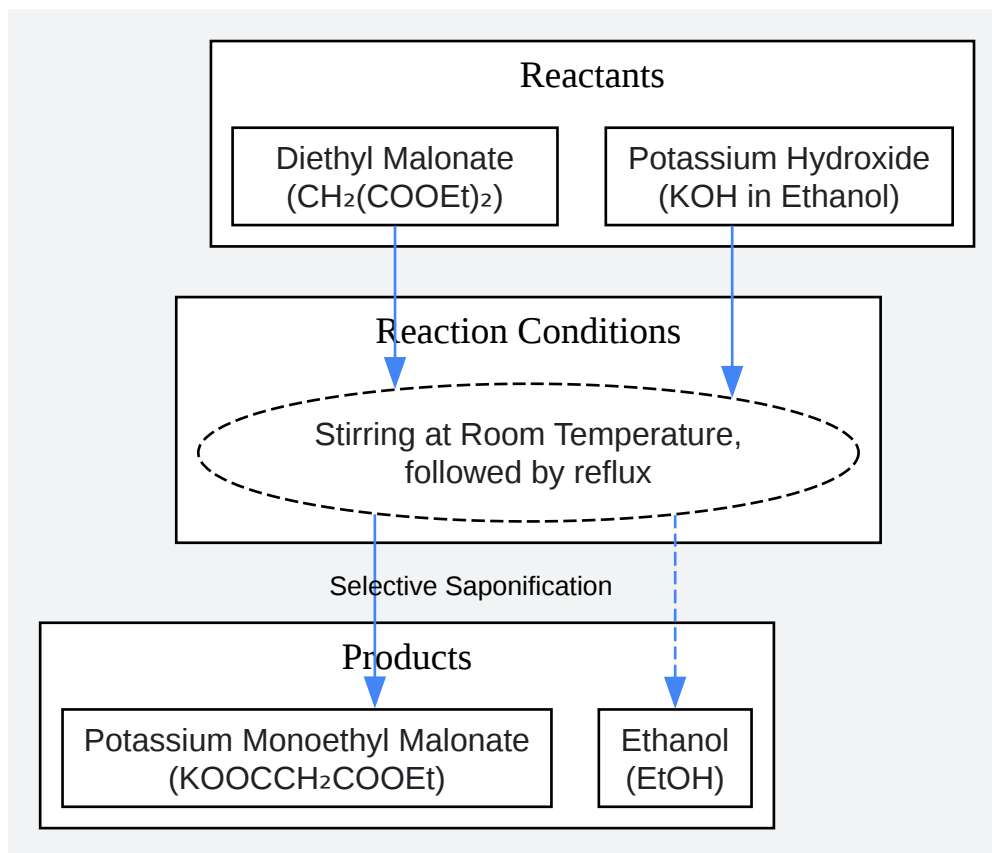 Reactants
Diethyl Malonate
(CH₂(COOEt)₂)
Potassium Hydroxide
(KOH in Ethanol)
Reaction Conditions
Stirring at Room Temperature,
followed by reflux
Selective Saponification
Products
Potassium Monoethyl Malonate
(KOOCCH₂COOEt)
Ethanol
(EtOH)